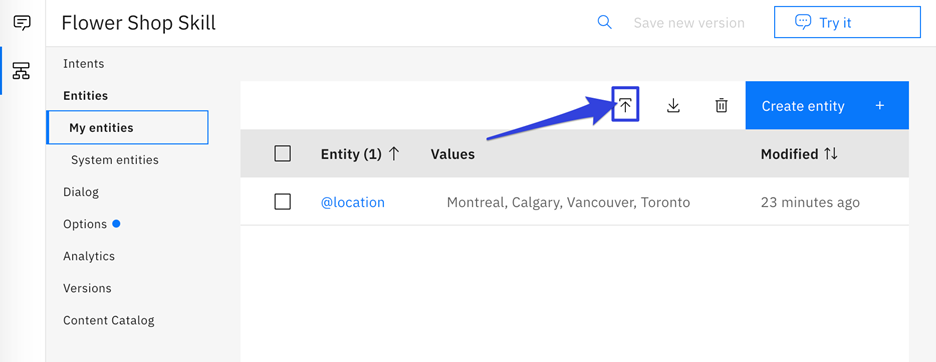 Flower Shop Skill
Save new version
Try it
Intents
Entities
My entities
System entities
Dialog
Options
Analytics
Versions
Content Catalog
Create entity +
Entity (1) Values Modified
@location Montreal, Calgary, Vancouver, Toronto 23 minutes ago